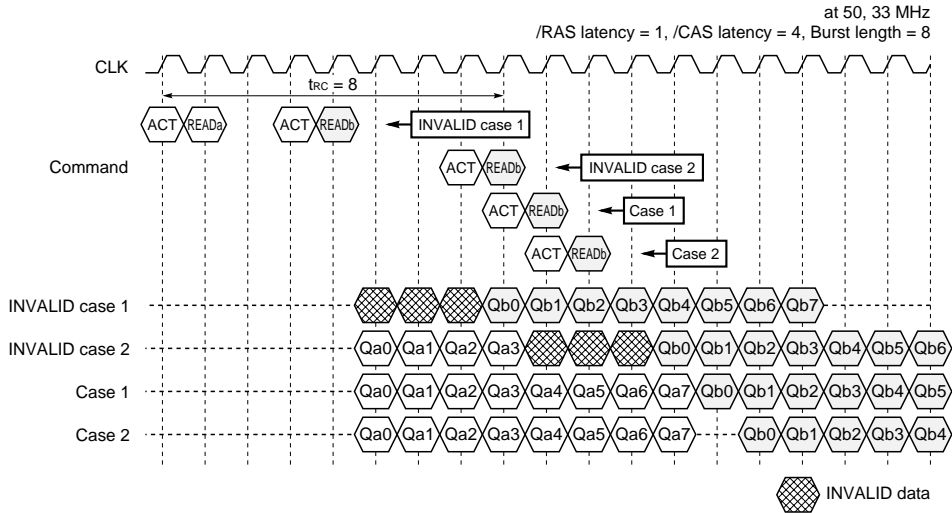 at 50, 33 MHz
/RAS latency = 1, /CAS latency = 4, Burst length = 8
CLK
tRC = 8
ACT READa ACT READb INVALID case 1
Command ACT READb INVALID case 2
ACT READb Case 1
ACT READb Case 2
INVALID case 1 Qb0 Qb1 Qb2 Qb3 Qb4 Qb5 Qb6 Qb7
INVALID case 2 Qa0 Qa1 Qa2 Qa3 Qb0 Qb1 Qb2 Qb3 Qb4 Qb5 Qb6
Case 1 Qa0 Qa1 Qa2 Qa3 Qa4 Qa5 Qa6 Qa7 Qb0 Qb1 Qb2 Qb3 Qb4 Qb5
Case 2 Qa0 Qa1 Qa2 Qa3 Qa4 Qa5 Qa6 Qa7 Qb0 Qb1 Qb2 Qb3 Qb4
INVALID data